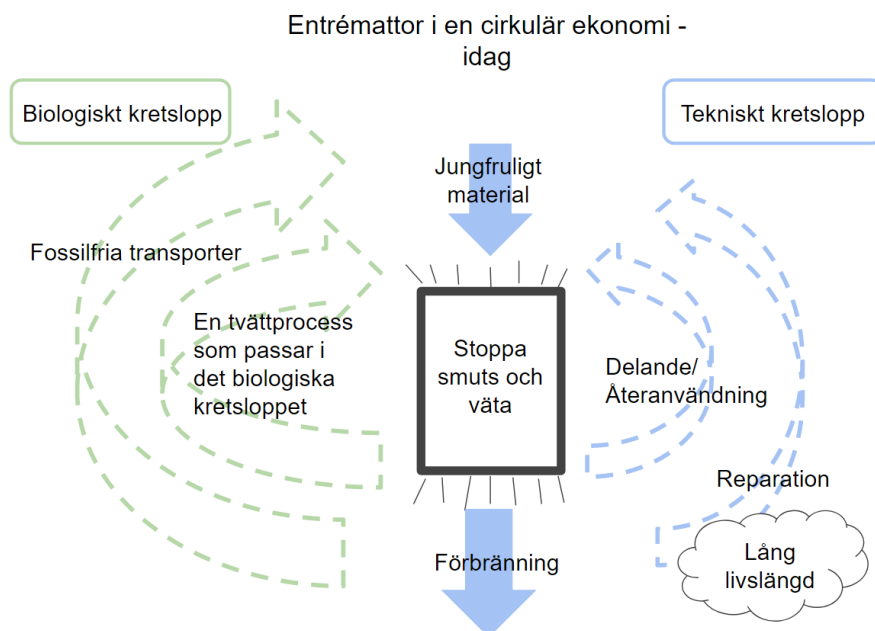 Entrémattor i en cirkulär ekonomi -
idag
Biologiskt kretslopp
Tekniskt kretslopp
Jungfruligt
material
Fossilfria transporter
En tvättprocess
som passar i
det biologiska
kretsloppet
Stoppa
smuts och
väta
Delande/
Återanvändning
Reparation
Lång
livslängd
Förbränning